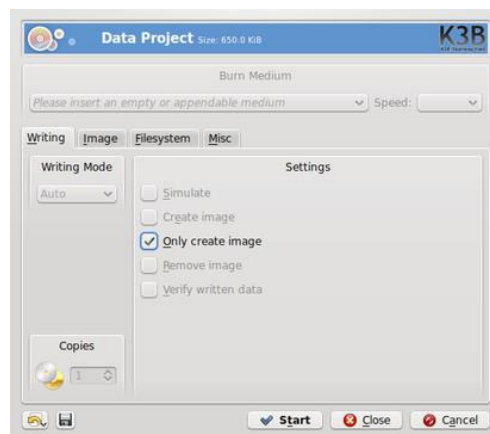 Data Project Size: 650.0 KiB
K3B
Burn Medium
Please insert an empty or appendable medium
Speed:
Writing Image Filesystem Misc
Writing Mode
Auto
Settings
Simulate
Create image
Only create image
Remove image
Verify written data
Copies
1
Start Close Cancel